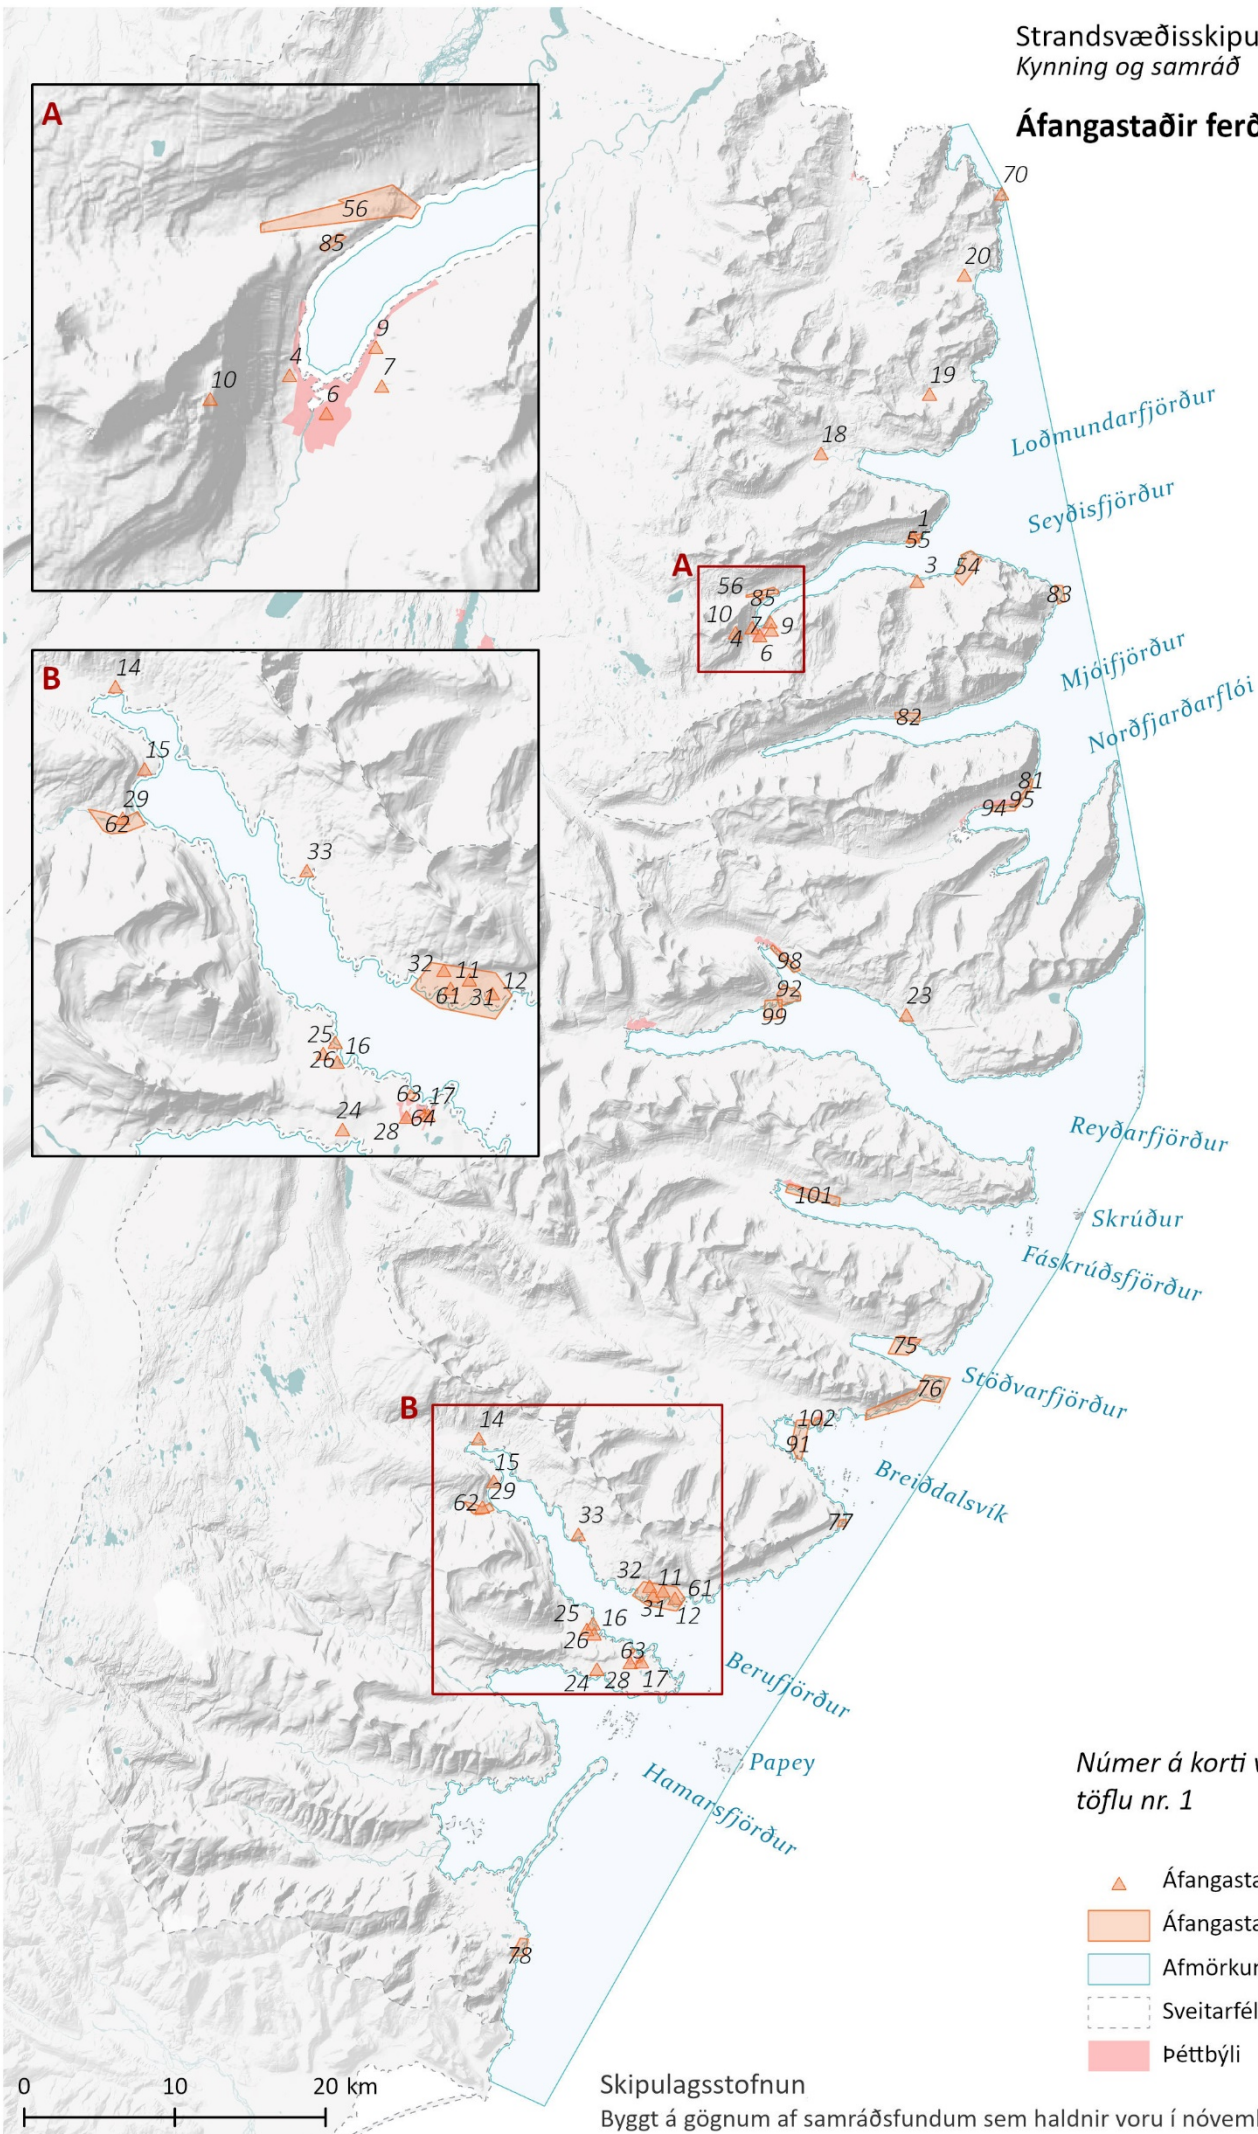 Strandsvæðisskipu
Kynning og samráð
Áfangastaðir ferð
A
56
85
9
4
7
10
6
B
14
15
29
62
33
32
11
12
61
31
25
16
26
63
17
24
64
28
70
20
19
18
Loðmundarfjörður
Seyðisfjörður
1
55
3
54
83
A
56
85
10
7
9
4
6
Mjóifjörður
Norðfjarðarflói
82
81
95
94
98
92
99
23
Reyðarfjörður
101
Skrúður
Fáskrúðsfjörður
75
76
Stöðvarfjörður
102
91
Breiðdalsvík
77
B
14
15
29
62
33
32
11
61
31
12
25
16
26
63
24
28
17
Berufjörður
Papey
Hamarsfjörður
78
Númer á korti v
töflu nr. 1
Áfangasta
Áfangasta
Afmörkun
Sveitarfél
Þéttbýli
0 10 20 km
Skipulagsstofnun
Byggt á gögnum af samráðsfundum sem haldnir voru í nóveml